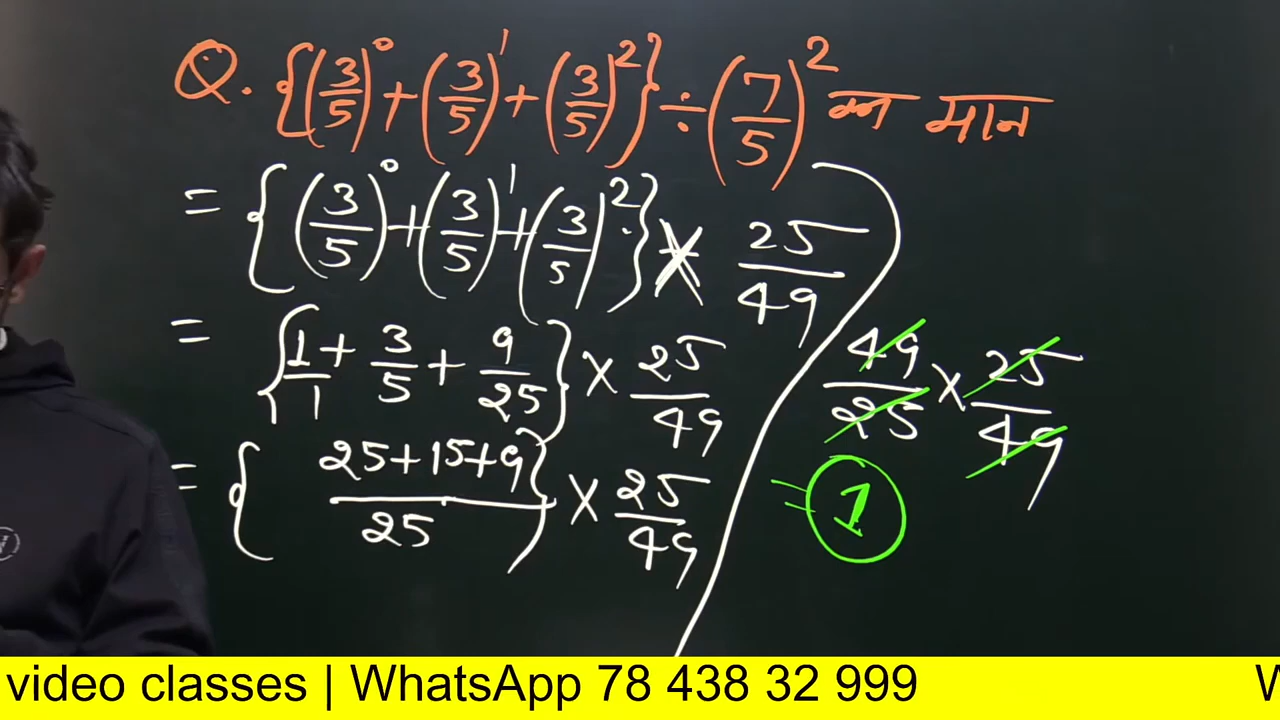 Q. {(3/5)⁰ + (3/5)¹ + (3/5)²} ÷ (7/5)² का मान
= {(3/5)⁰ + (3/5)¹ + (3/5)²} × 25/49
= {1/1 + 3/5 + 9/25} × 25/49
= {(25+15+9)/25} × 25/49
49/25 × 25/49
= 1
video classes | WhatsApp 78 438 32 999